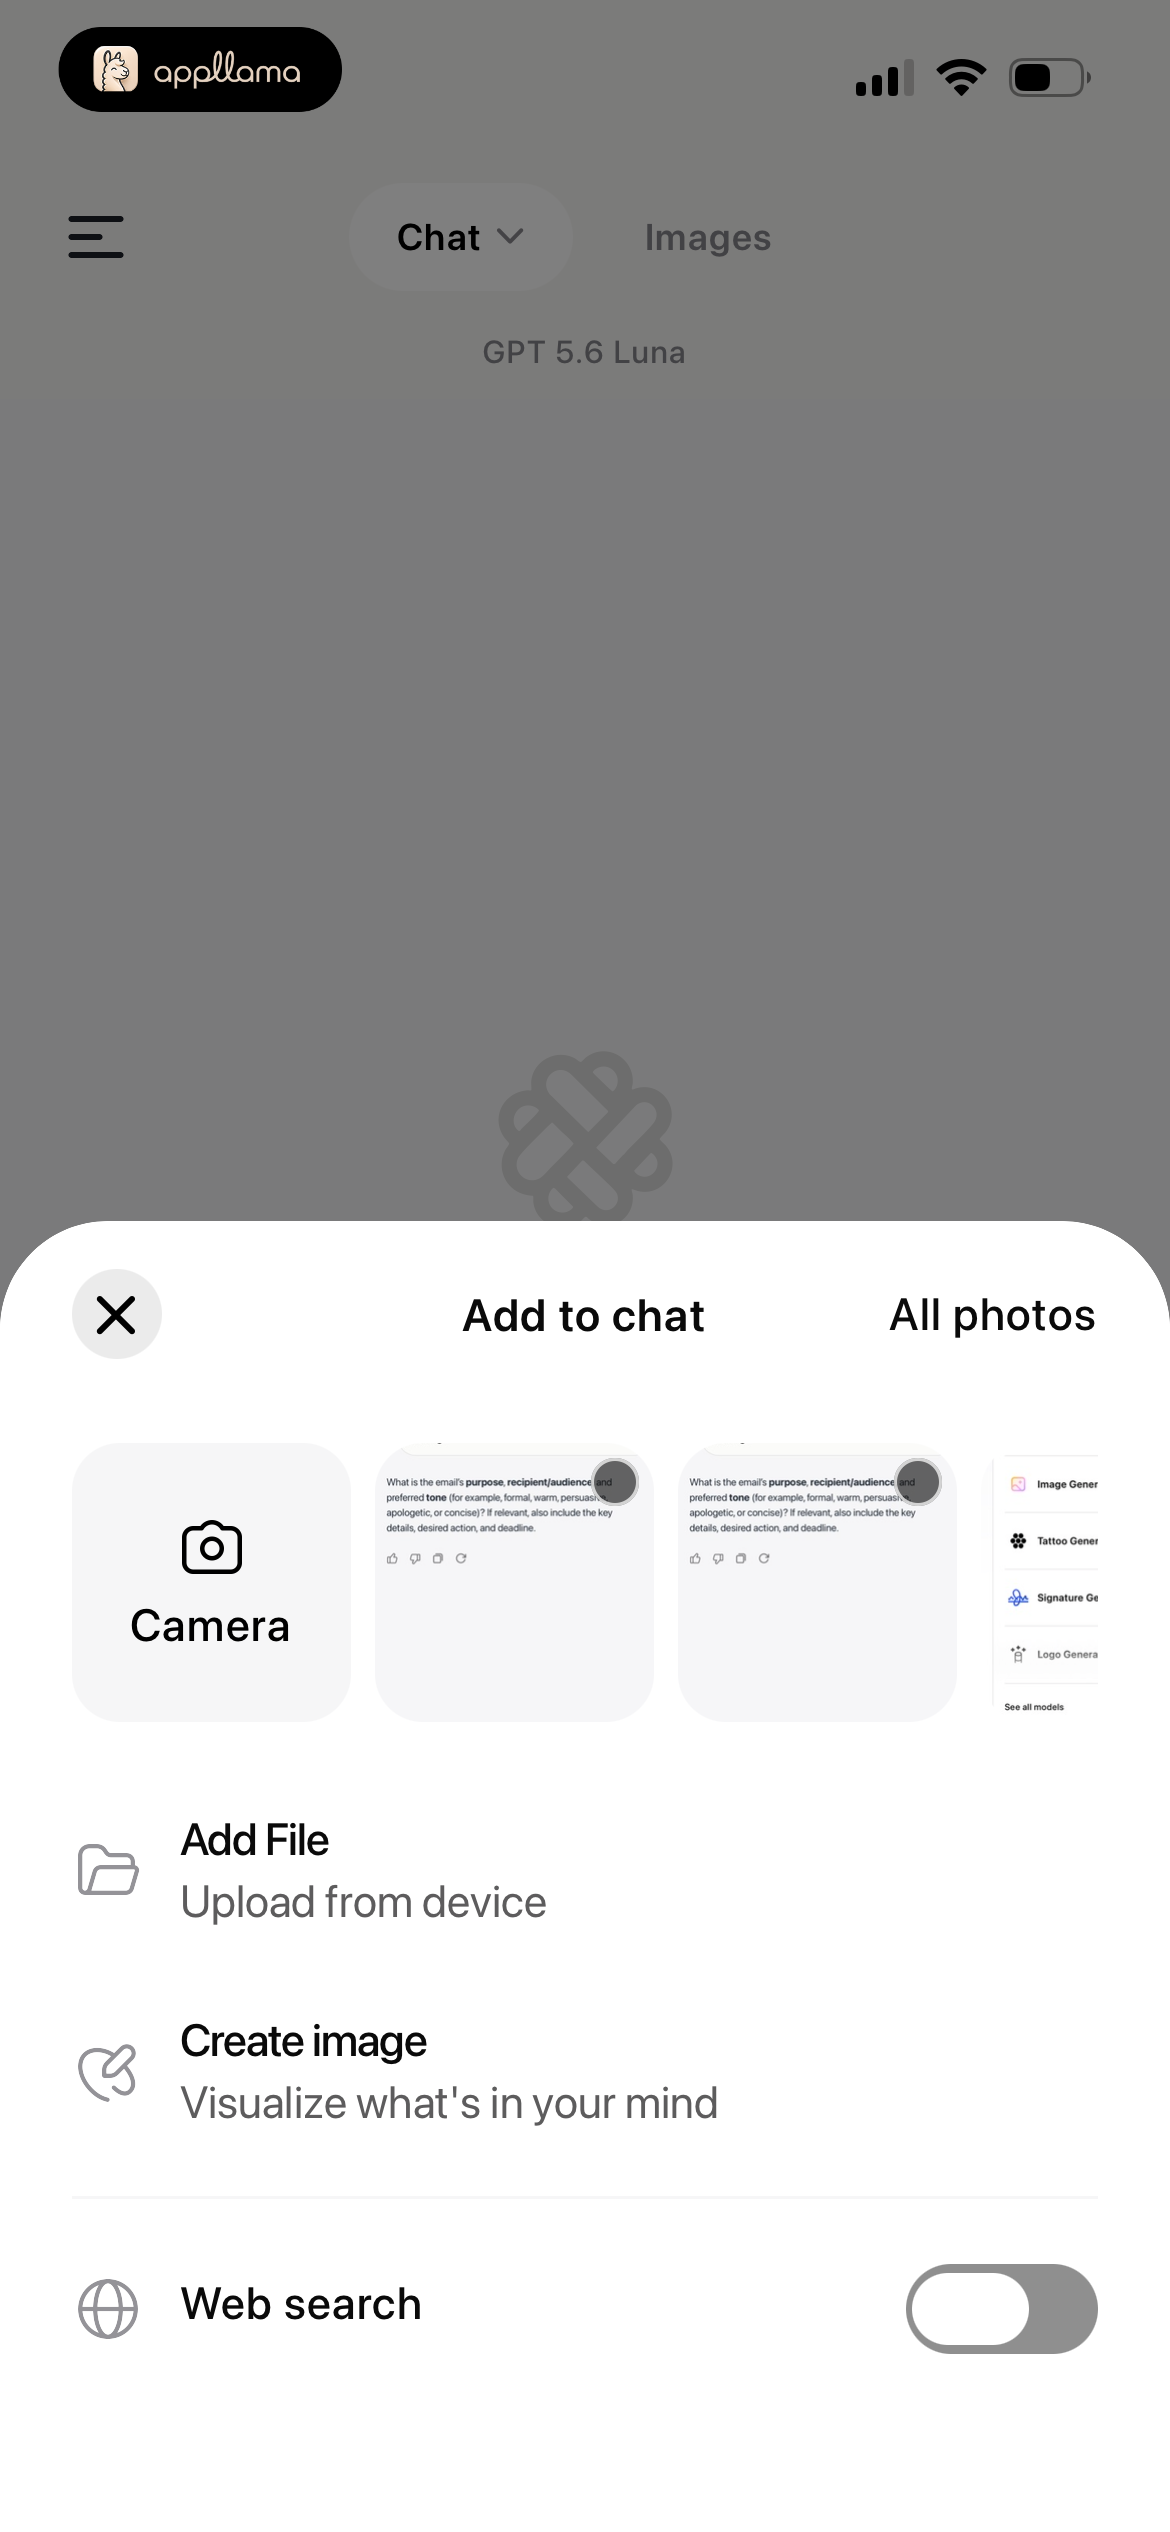 appllama
Chat
Images
GPT 5.6 Luna
Add to chat
All photos
Camera
What is the email's purpose, recipient/audience and
preferred tone (for example, formal, warm, persuasive,
apologetic, or concise)? If relevant, also include the key
details, desired action, and deadline.
What is the email's purpose, recipient/audience and
preferred tone (for example, formal, warm, persuasive,
apologetic, or concise)? If relevant, also include the key
details, desired action, and deadline.
Image Gener
Tattoo Gener
Signature Ge
Logo Genera
See all models
Add File
Upload from device
Create image
Visualize what's in your mind
Web search